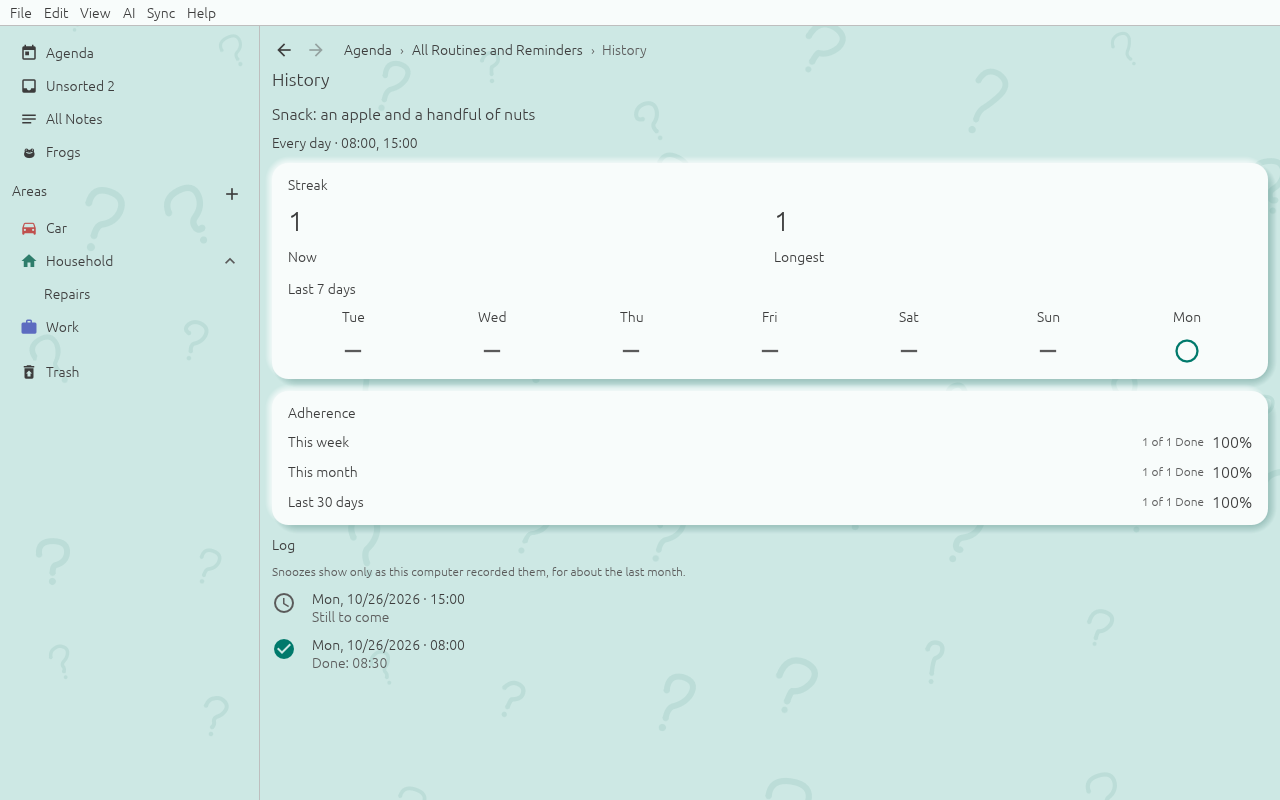 File Edit View AI Sync Help
Agenda
Unsorted 2
All Notes
Frogs
Areas
Car
Household
Repairs
Work
Trash
Agenda › All Routines and Reminders › History
History
Snack: an apple and a handful of nuts
Every day · 08:00, 15:00
Streak
1 1
Now Longest
Last 7 days
Tue Wed Thu Fri Sat Sun Mon
Adherence
This week 1 of 1 Done 100%
This month 1 of 1 Done 100%
Last 30 days 1 of 1 Done 100%
Log
Snoozes show only as this computer recorded them, for about the last month.
Mon, 10/26/2026 · 15:00
Still to come
Mon, 10/26/2026 · 08:00
Done: 08:30